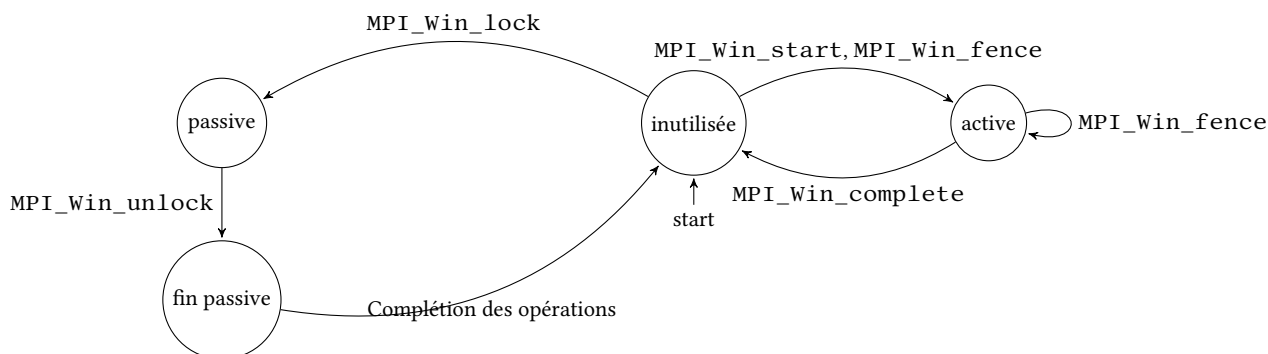 MPI_Win_lock
MPI_Win_start, MPI_Win_fence
passive
inutilisée
active
MPI_Win_fence
MPI_Win_complete
MPI_Win_unlock
start
fin passive
Complétion des opérations